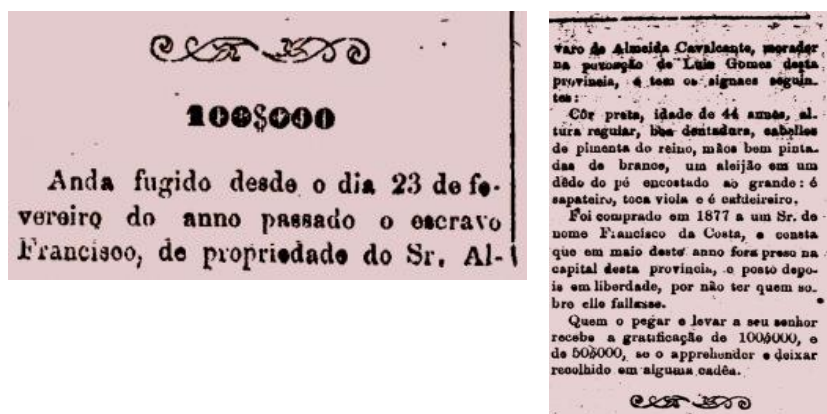 100$000
Anda fugido desde o dia 23 de fe-
vereiro do anno passado o escravo
Francisco, de propriedade do Sr. Al-
varo de Almeida Cavalcante, morador
na povoação de Luis Gomes desta
provincia, e tem os signaes seguin-
tes:
Côr preta, idade de 44 annos, al-
tura regular, boa dentadura, cabellos
de pimenta do reino, mãos bem pinta-
das de branco, um aleijão em um
dêdo do pé encostado ao grande: é
sapateiro, toca viola e é caldeireiro.
Foi comprado em 1877 a um Sr. de
nome Francisco da Costa, e consta
que em maio deste anno fora preso na
capital desta provincia, e posto depo-
is em liberdade, por não ter quem so-
bre elle fallasse.
Quem o pegar e levar a seu senhor
recebe a gratificação de 100$000, e
de 50$000, se o apprehender e deixar
recolhido em alguma cadêa.